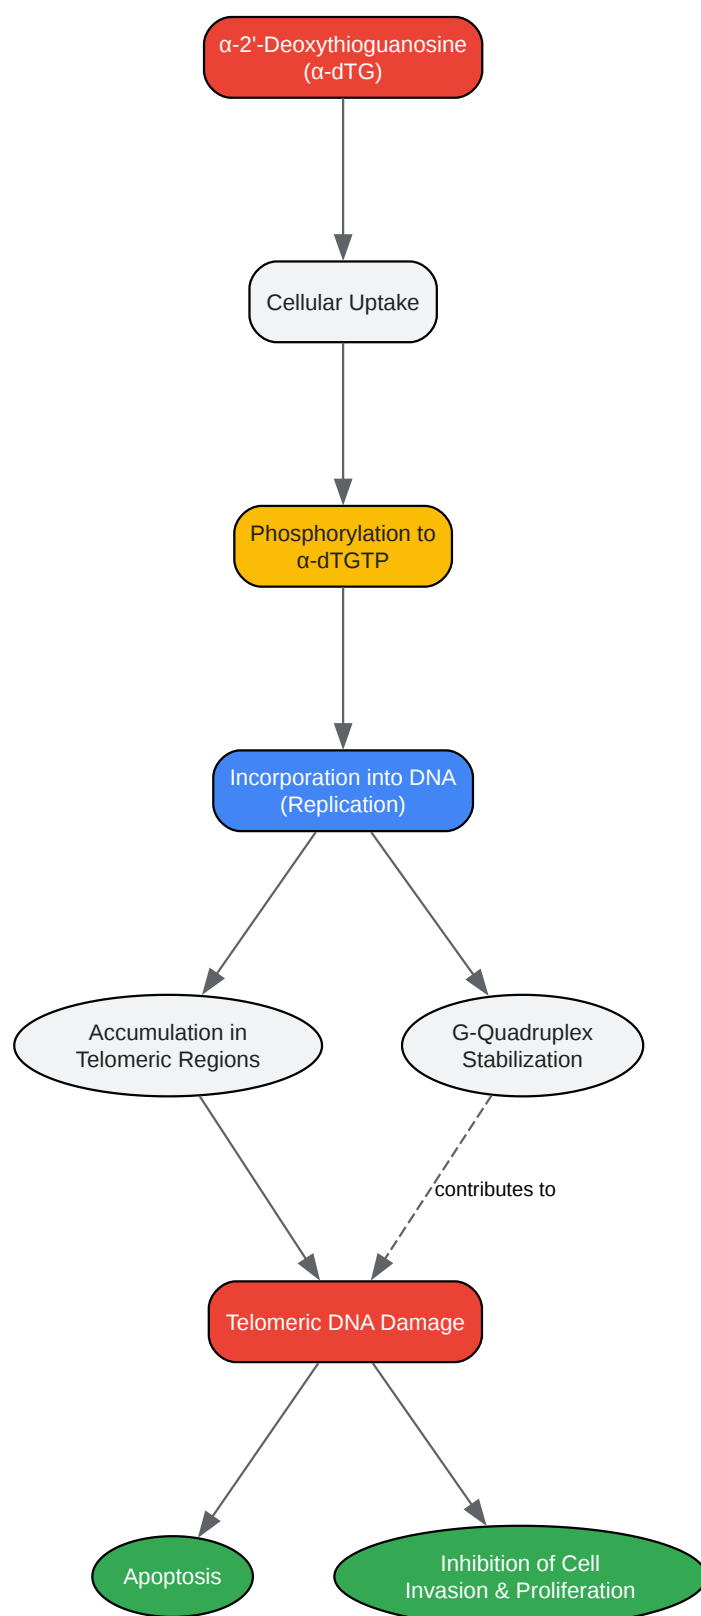 α-2'-Deoxythioguanosine
(α-dTG)
Cellular Uptake
Phosphorylation to
α-dTGTP
Incorporation into DNA
(Replication)
Accumulation in
Telomeric Regions
G-Quadruplex
Stabilization
contributes to
Telomeric DNA Damage
Apoptosis
Inhibition of Cell
Invasion & Proliferation